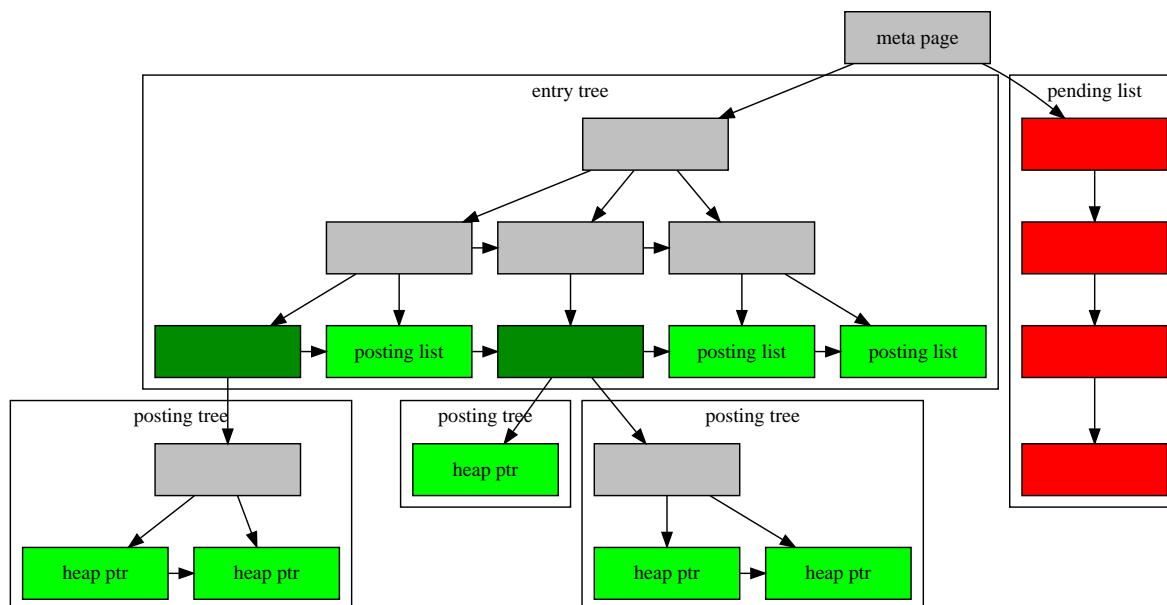 meta page
entry tree
pending list
posting list
posting list
posting list
posting tree
posting tree
posting tree
heap ptr
heap ptr
heap ptr
heap ptr
heap ptr